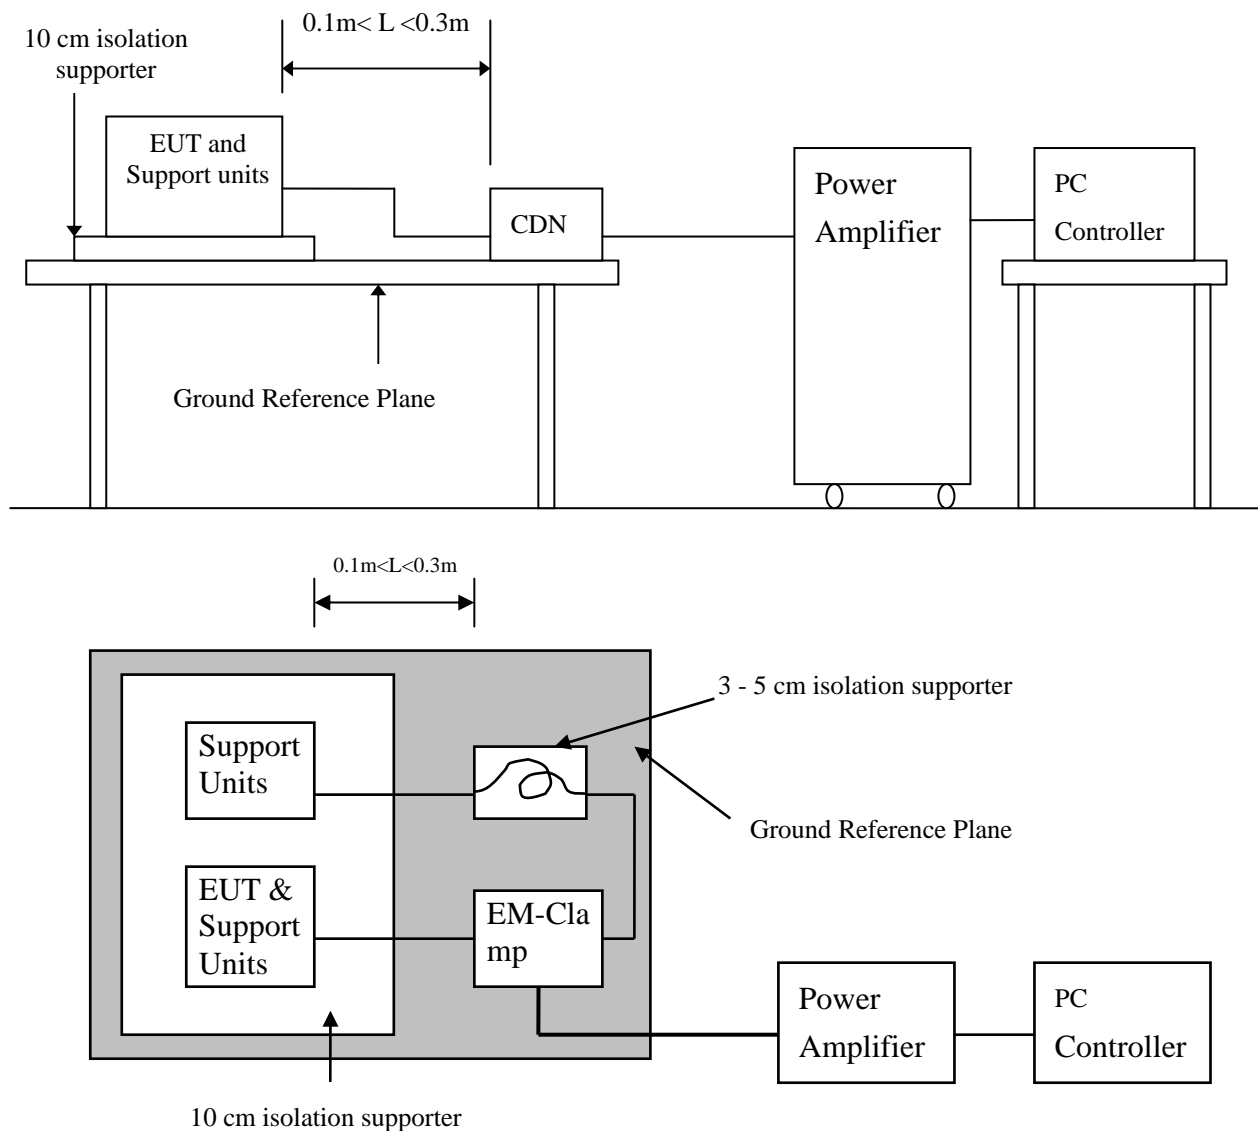 0.1m< L <0.3m
10 cm isolation
supporter
EUT and
Support units
CDN
Power
Amplifier
PC
Controller
Ground Reference Plane
0.1m<L<0.3m
3 - 5 cm isolation supporter
Support
Units
Ground Reference Plane
EUT &
Support
Units
EM-Cla
mp
Power
Amplifier
PC
Controller
10 cm isolation supporter